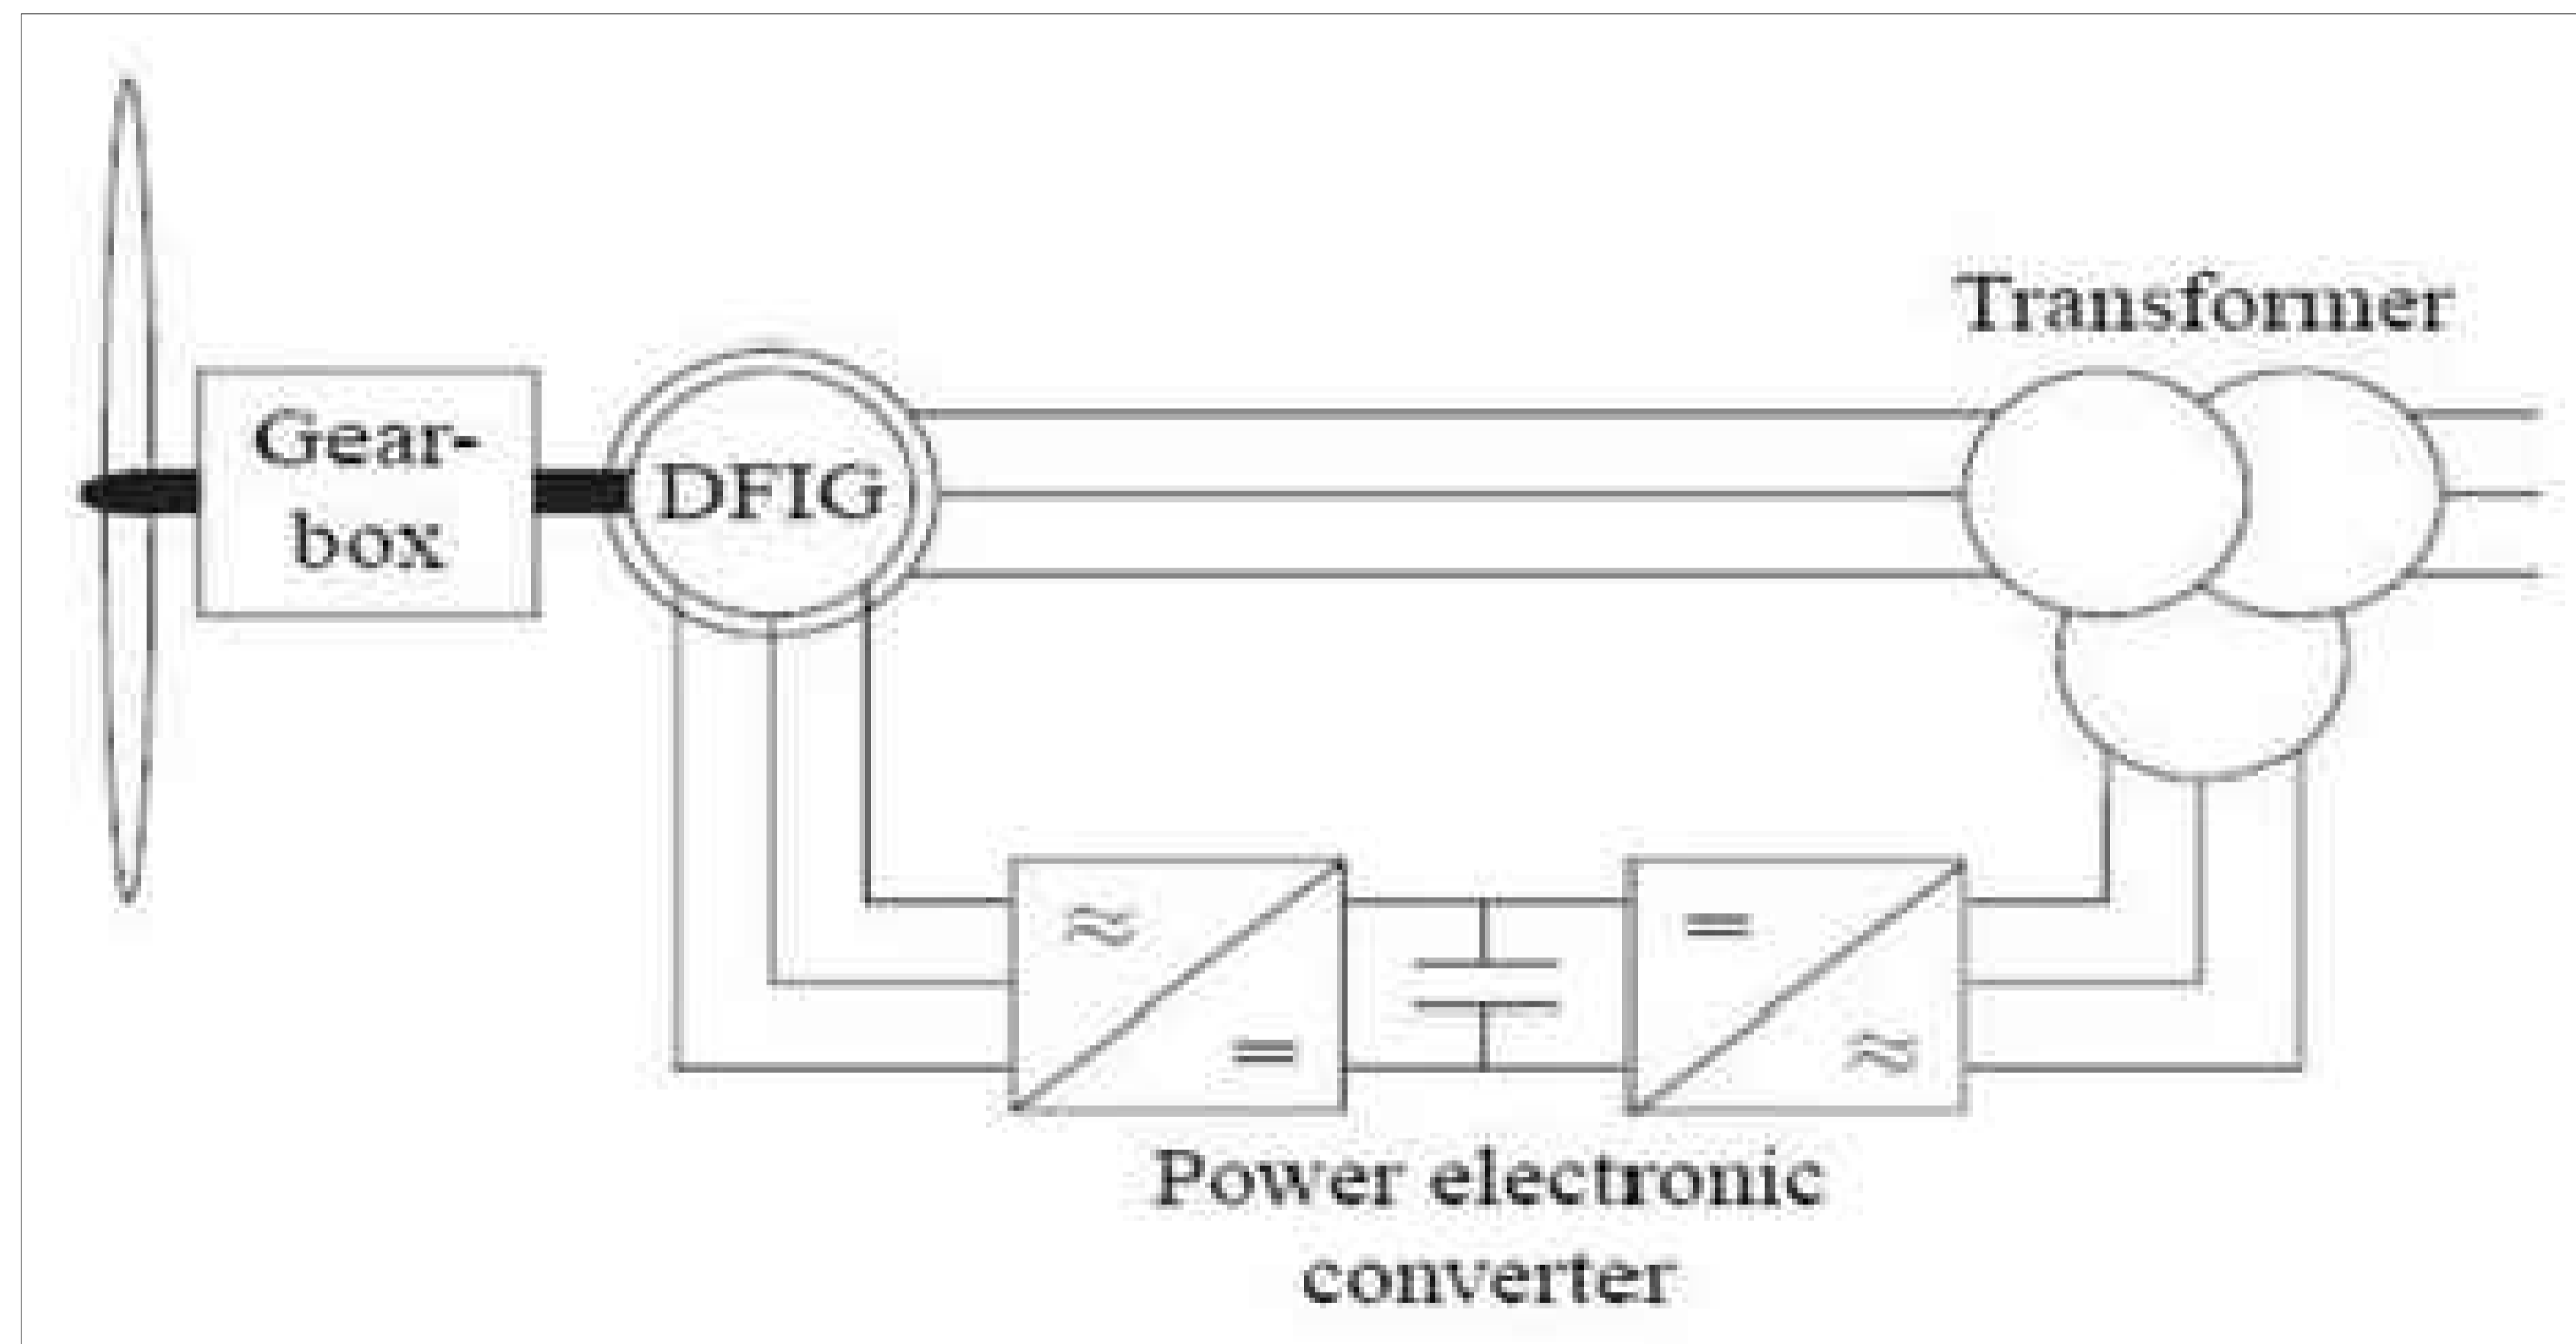 Transformer
Gear-
box
DFIG
Power electronic
converter